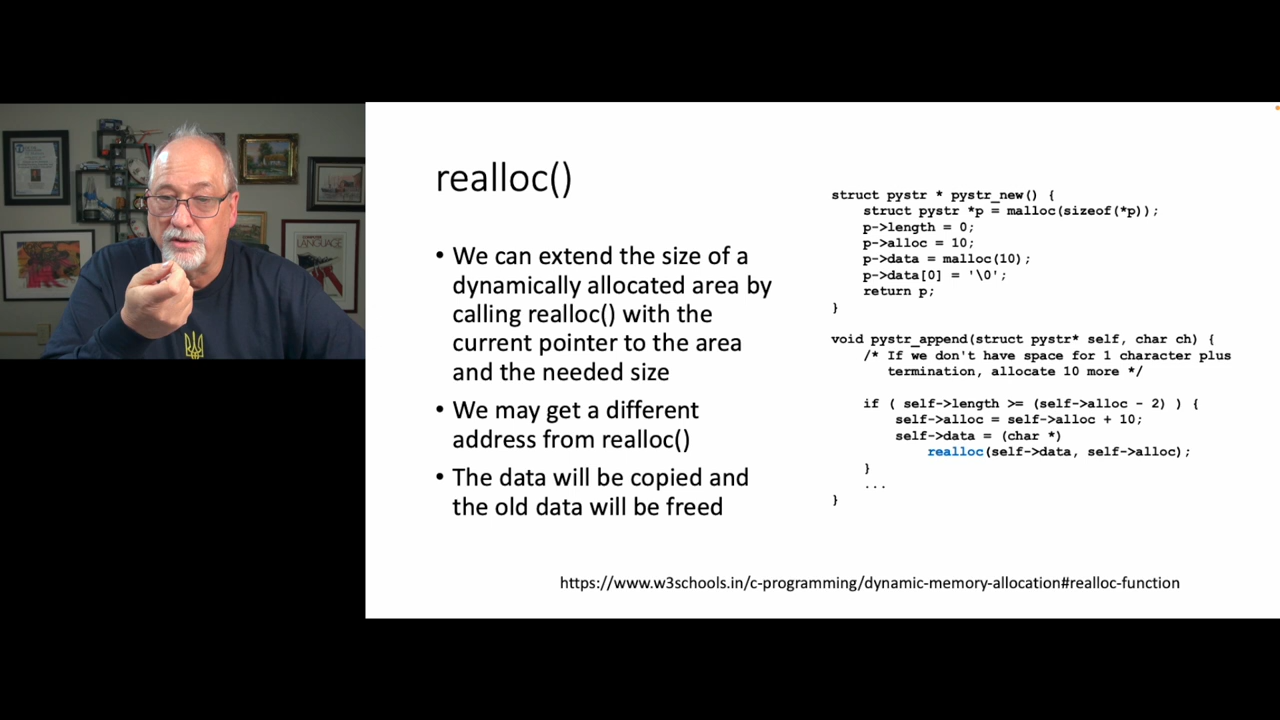 LANGUAGE
realloc()
• We can extend the size of a
dynamically allocated area by
calling realloc() with the
current pointer to the area
and the needed size
• We may get a different
address from realloc()
• The data will be copied and
the old data will be freed
struct pystr * pystr_new() {
    struct pystr *p = malloc(sizeof(*p));
    p->length = 0;
    p->alloc = 10;
    p->data = malloc(10);
    p->data[0] = '\0';
    return p;
}
void pystr_append(struct pystr* self, char ch) {
    /* If we don't have space for 1 character plus
       termination, allocate 10 more */
    if ( self->length >= (self->alloc - 2) ) {
        self->alloc = self->alloc + 10;
        self->data = (char *)
            realloc(self->data, self->alloc);
    }
    ...
}
https://www.w3schools.in/c-programming/dynamic-memory-allocation#realloc-function